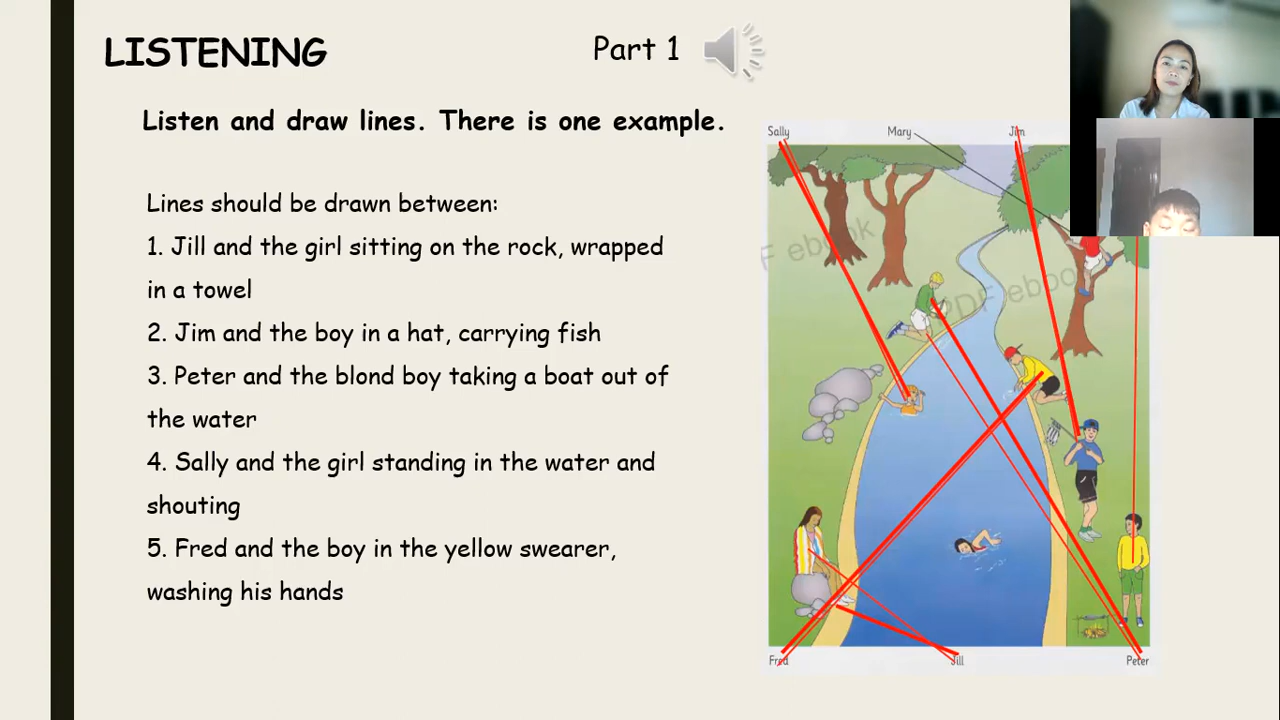 LISTENING
Part 1
Listen and draw lines. There is one example.
Lines should be drawn between:
1. Jill and the girl sitting on the rock, wrapped
in a towel
2. Jim and the boy in a hat, carrying fish
3. Peter and the blond boy taking a boat out of
the water
4. Sally and the girl standing in the water and
shouting
5. Fred and the boy in the yellow swearer,
washing his hands
Sally Mary Jim
F ebook
PDF eboo
Fred Jill Peter